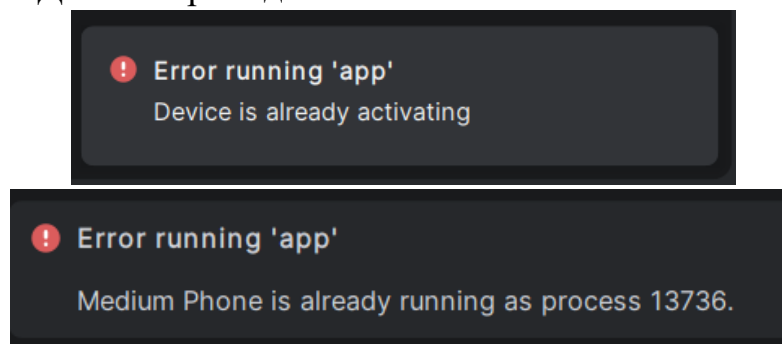 Error running 'app'
Device is already activating
Error running 'app'
Medium Phone is already running as process 13736.